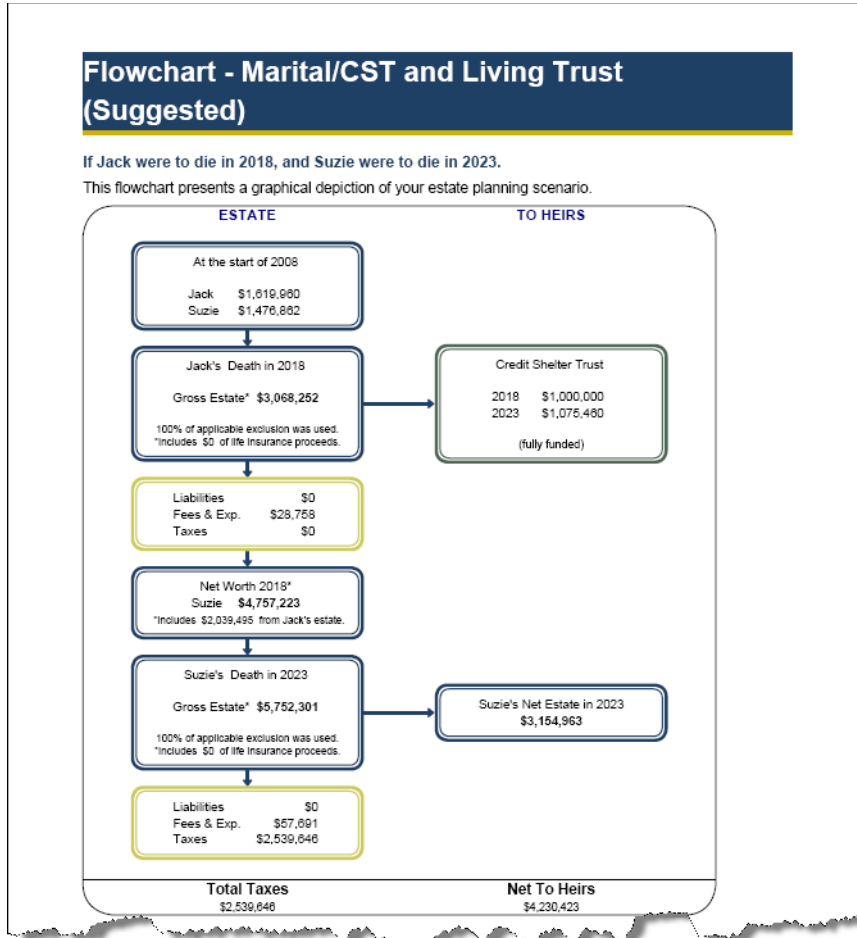 Flowchart - Marital/CST and Living Trust
(Suggested)
If Jack were to die in 2018, and Suzie were to die in 2023.
This flowchart presents a graphical depiction of your estate planning scenario.
ESTATE
TO HEIRS
At the start of 2008
Jack $1,619,960
Suzie $1,476,862
Jack's Death in 2018
Gross Estate* $3,068,252
100% of applicable exclusion was used.
*Includes $0 of life insurance proceeds.
Credit Shelter Trust
2018 $1,000,000
2023 $1,075,460
(fully funded)
Liabilities $0
Fees & Exp. $28,758
Taxes $0
Net Worth 2018*
Suzie $4,757,223
*Includes $2,039,495 from Jack's estate.
Suzie's Death in 2023
Gross Estate* $5,752,301
100% of applicable exclusion was used.
*Includes $0 of life insurance proceeds.
Suzie's Net Estate in 2023
$3,154,963
Liabilities $0
Fees & Exp. $57,691
Taxes $2,539,646
Total Taxes
$2,539,646
Net To Heirs
$4,230,423